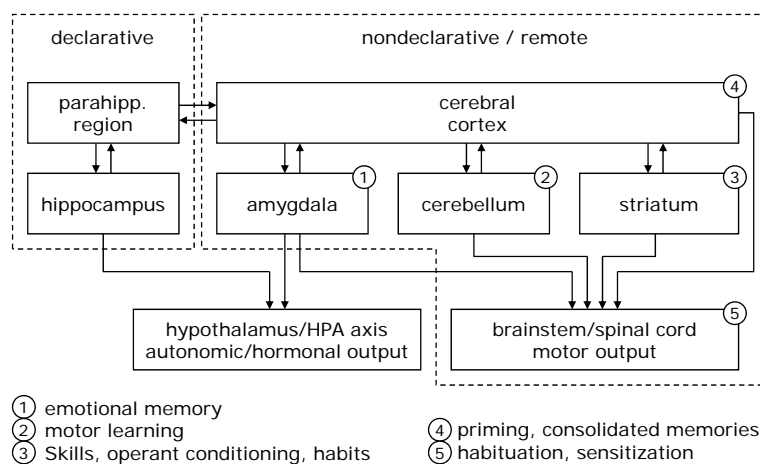 declarative
nondeclarative / remote
parahipp.
region
cerebral
cortex
4
hippocampus
amygdala
1
cerebellum
2
striatum
3
hypothalamus/HPA axis
autonomic/hormonal output
brainstem/spinal cord
motor output
5
1 emotional memory
2 motor learning
3 Skills, operant conditioning, habits
4 priming, consolidated memories
5 habituation, sensitization